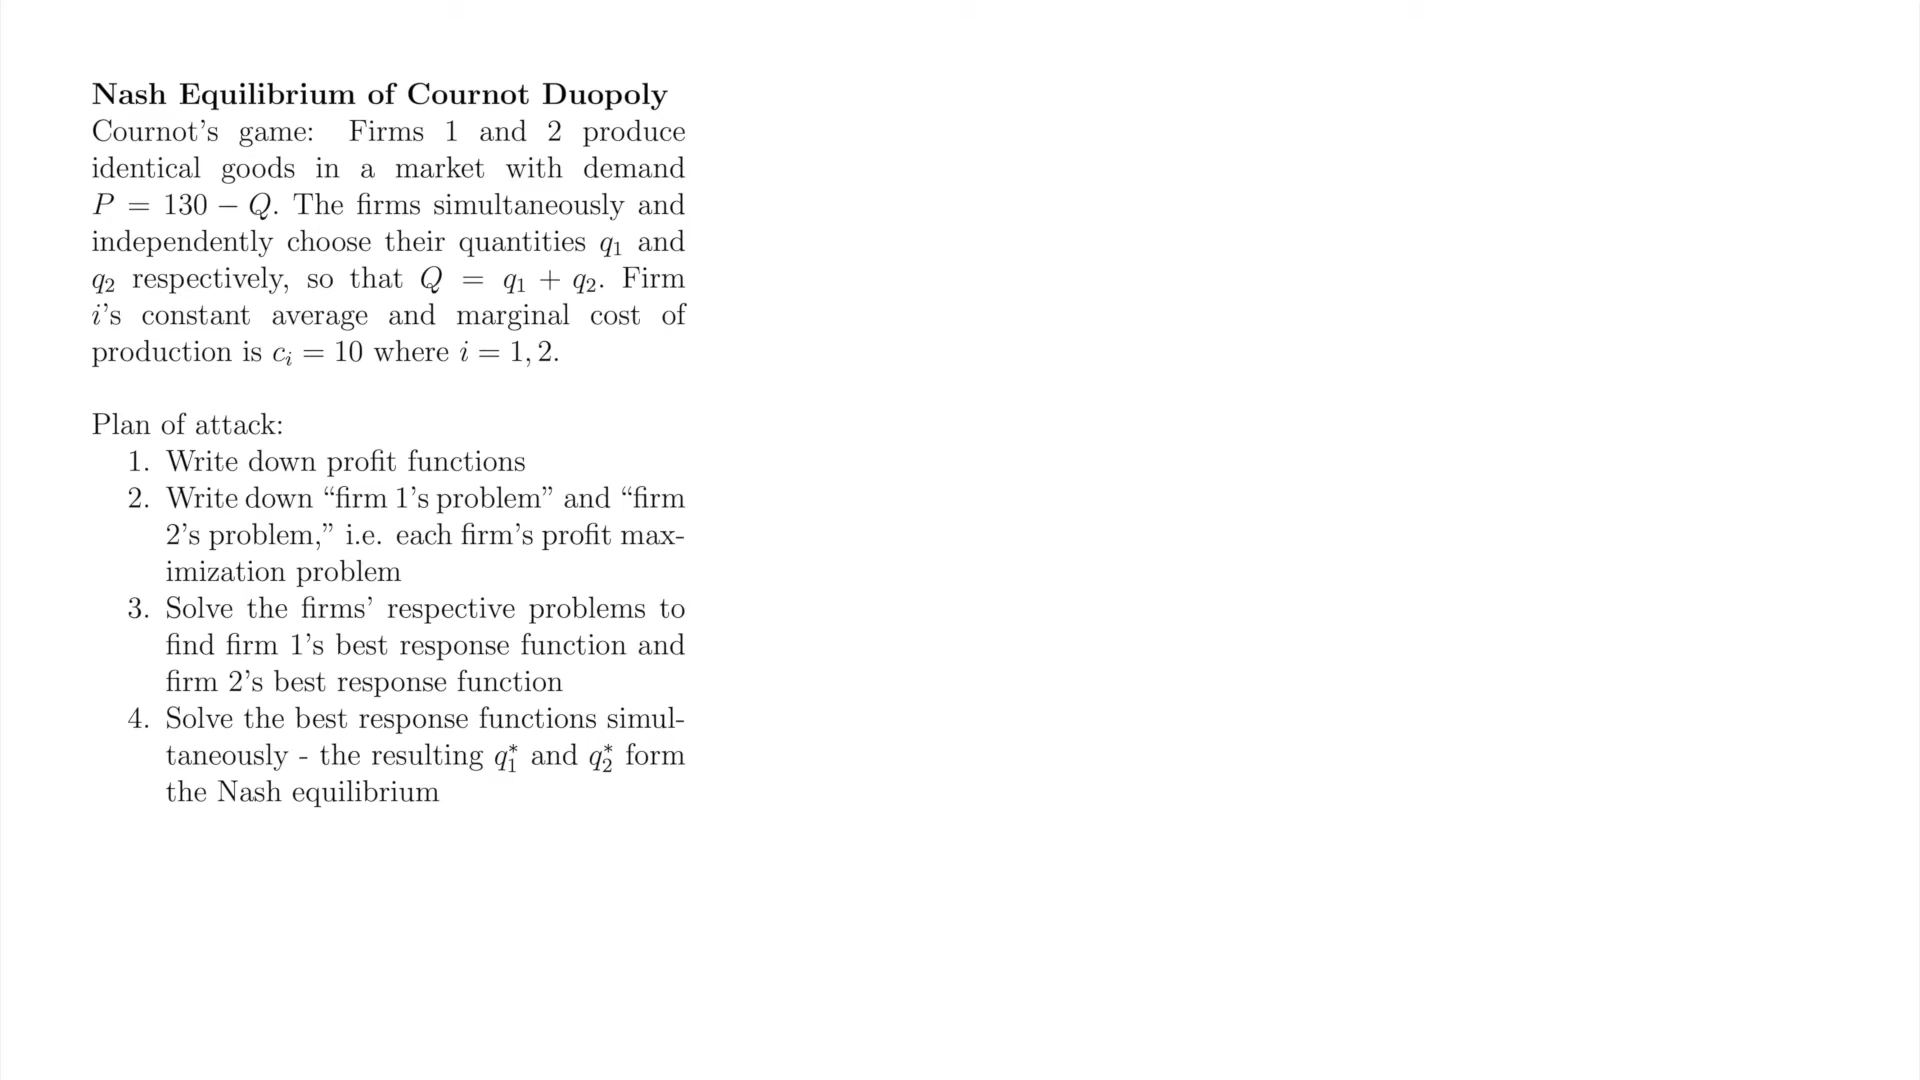 Nash Equilibrium of Cournot Duopoly
Cournot’s game: Firms 1 and 2 produce
identical goods in a market with demand
P = 130 − Q. The firms simultaneously and
independently choose their quantities q₁ and
q₂ respectively, so that Q = q₁ + q₂. Firm
i’s constant average and marginal cost of
production is cᵢ = 10 where i = 1, 2.
Plan of attack:
1. Write down profit functions
2. Write down “firm 1’s problem” and “firm
2’s problem,” i.e. each firm’s profit max-
imization problem
3. Solve the firms’ respective problems to
find firm 1’s best response function and
firm 2’s best response function
4. Solve the best response functions simul-
taneously - the resulting q₁* and q₂* form
the Nash equilibrium